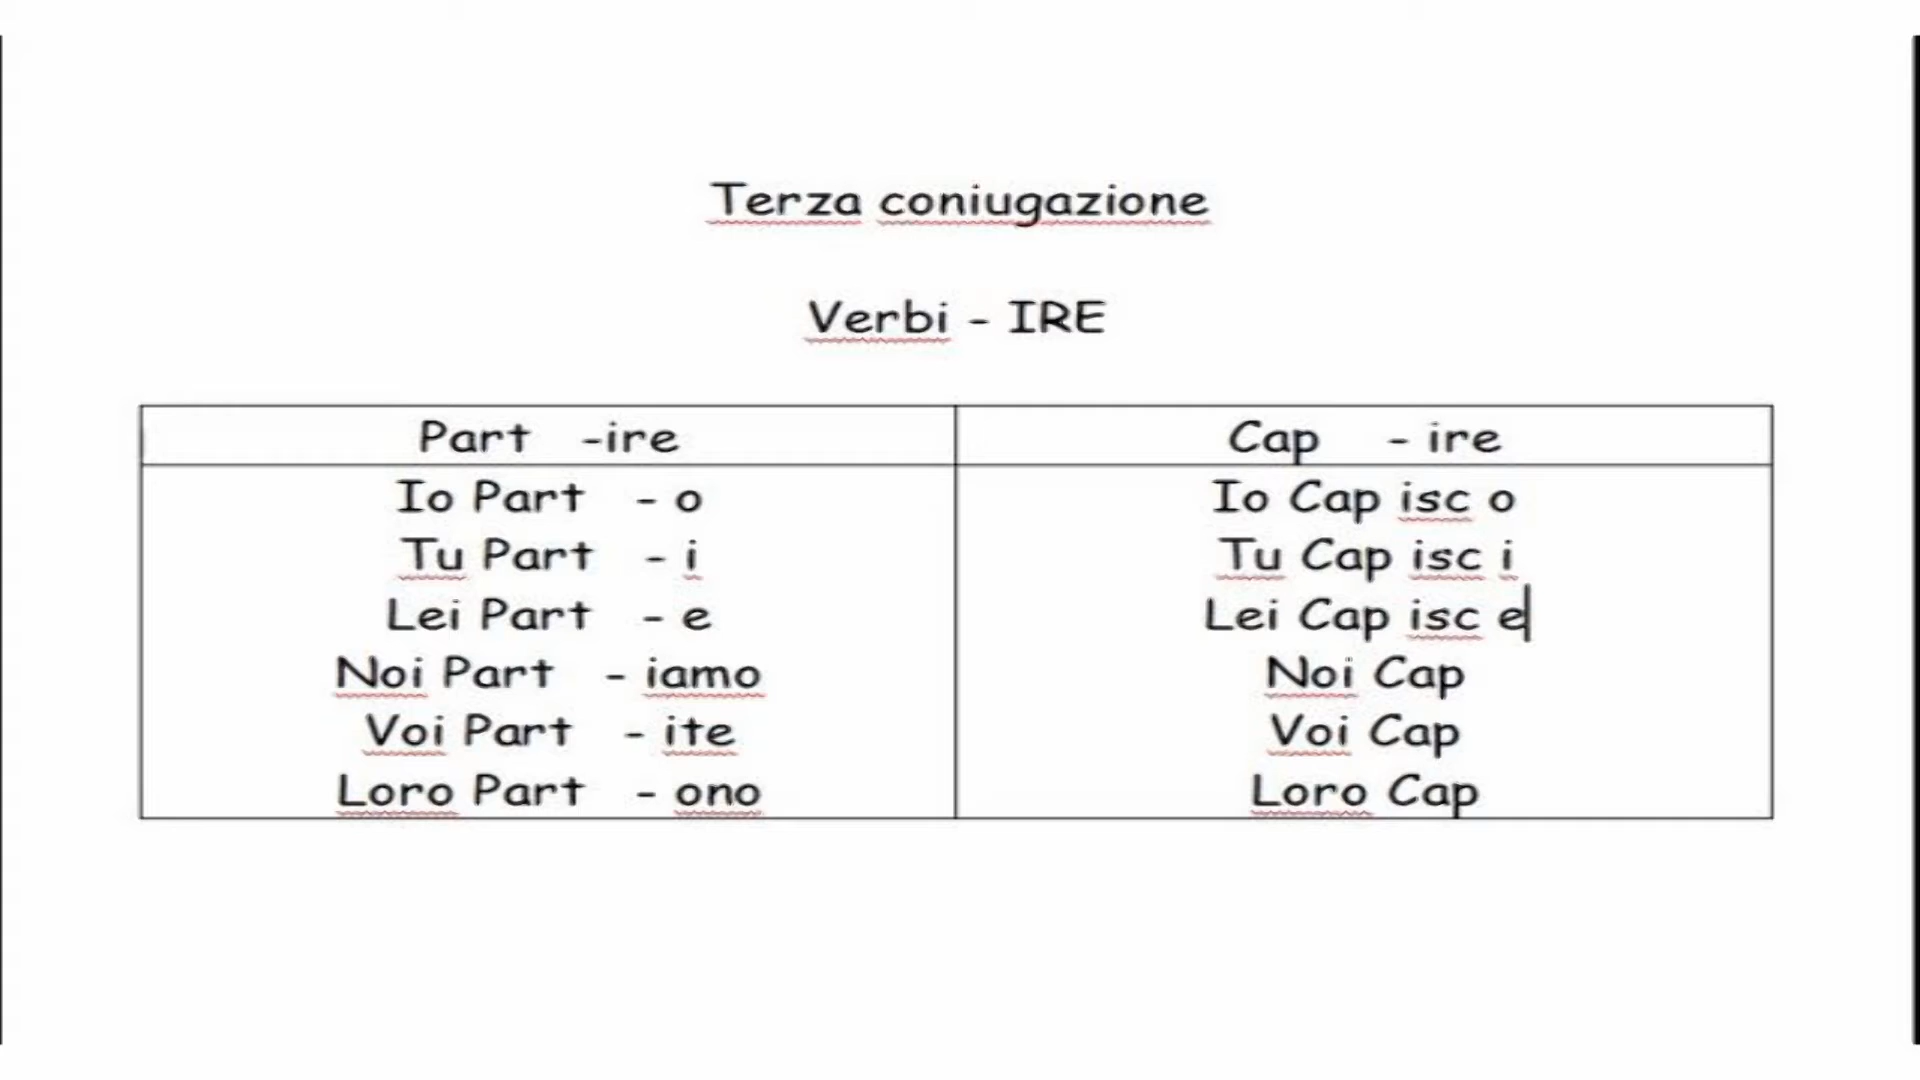 Terza coniugazione
Verbi - IRE
Part -ire
Cap - ire
Io Part - o
Tu Part - i
Lei Part - e
Noi Part - iamo
Voi Part - ite
Loro Part - ono
Io Cap isc o
Tu Cap isc i
Lei Cap isc e
Noi Cap
Voi Cap
Loro Cap